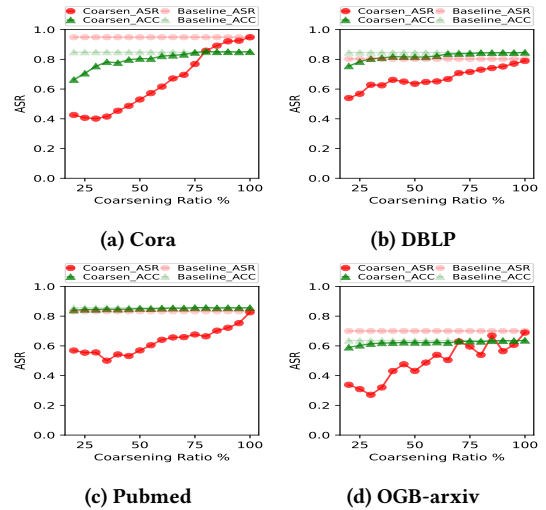 Coarsen_ASR Baseline_ASR Coarsen_ASR Baseline_ASR
Coarsen_ACC Baseline_ACC Coarsen_ACC Baseline_ACC
1.0 1.0
0.8 0.8
0.6 0.6
ASR ASR
0.4 0.4
0.2 0.2
0.0 0.0
25 50 75 100 25 50 75 100
Coarsening Ratio % Coarsening Ratio %
(a) Cora (b) DBLP
Coarsen_ASR Baseline_ASR Coarsen_ASR Baseline_ASR
Coarsen_ACC Baseline_ACC Coarsen_ACC Baseline_ACC
1.0 1.0
0.8 0.8
0.6 0.6
ASR ASR
0.4 0.4
0.2 0.2
0.0 0.0
25 50 75 100 25 50 75 100
Coarsening Ratio % Coarsening Ratio %
(c) Pubmed (d) OGB-arxiv